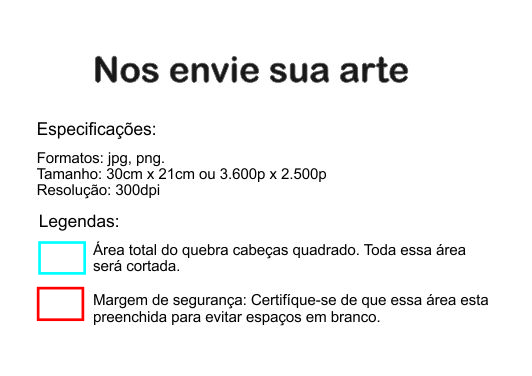 Nos envie sua arte
Especificações:
Formatos: jpg, png.
Tamanho: 30cm x 21cm ou 3.600p x 2.500p
Resolução: 300dpi
Legendas:
Área total do quebra cabeças quadrado. Toda essa área
será cortada.
Margem de segurança: Certifique-se de que essa área esta
preenchida para evitar espaços em branco.